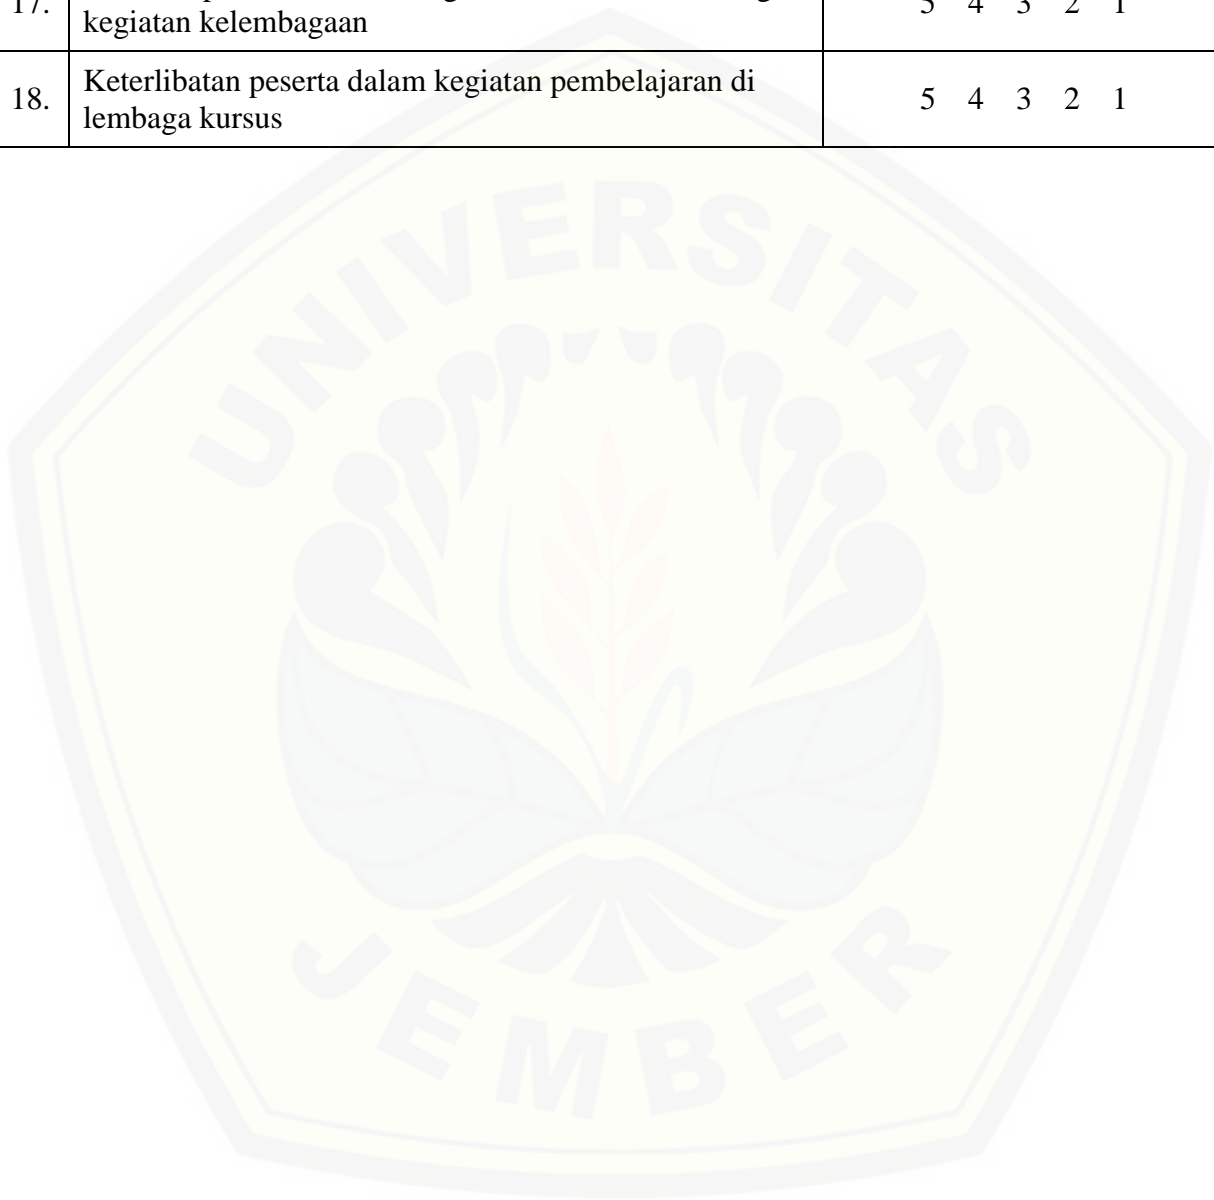 17.
kegiatan kelembagaan
5 4 3 2 1
18.
Keterlibatan peserta dalam kegiatan pembelajaran di
lembaga kursus
5 4 3 2 1
UNIVERSITAS
JEMBER